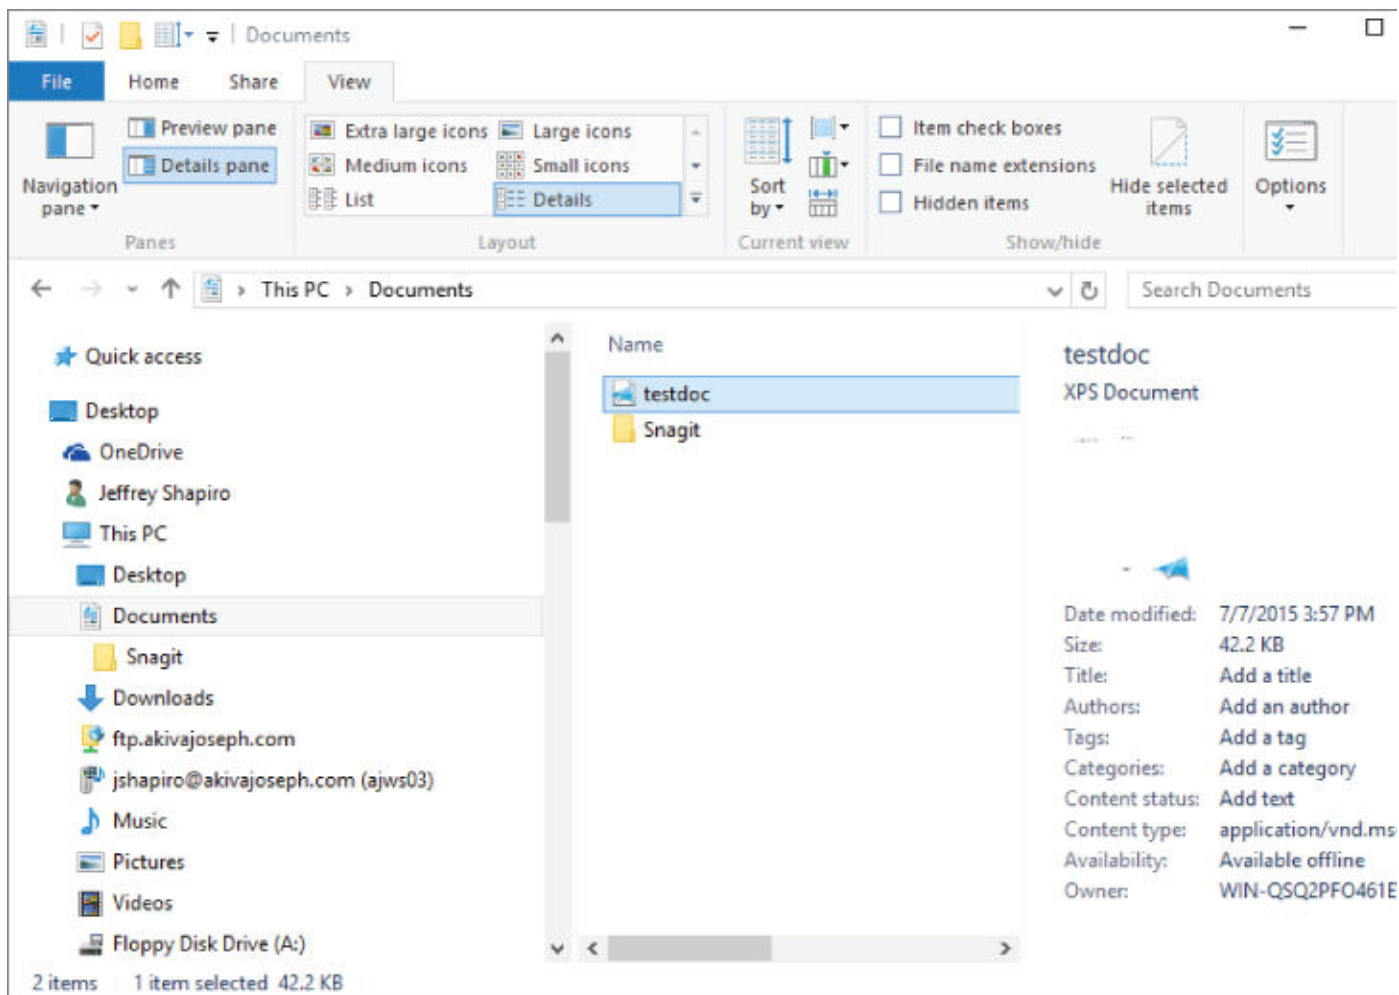 Documents
File Home Share View
Navigation pane
Preview pane
Details pane
Panes
Extra large icons Large icons
Medium icons Small icons
List Details
Layout
Sort by
Current view
Item check boxes
File name extensions
Hidden items
Hide selected items
Show/hide
Options
This PC Documents
Search Documents
Quick access
Desktop
OneDrive
Jeffrey Shapiro
This PC
Desktop
Documents
Snagit
Downloads
ftp.akivajoseph.com
jshapiro@akivajoseph.com (ajws03)
Music
Pictures
Videos
Floppy Disk Drive (A:)
Name
testdoc
Snagit
testdoc
XPS Document
Date modified: 7/7/2015 3:57 PM
Size: 42.2 KB
Title: Add a title
Authors: Add an author
Tags: Add a tag
Categories: Add a category
Content status: Add text
Content type: application/vnd.ms
Availability: Available offline
Owner: WIN-QSQ2PFO461E
2 items 1 item selected 42.2 KB